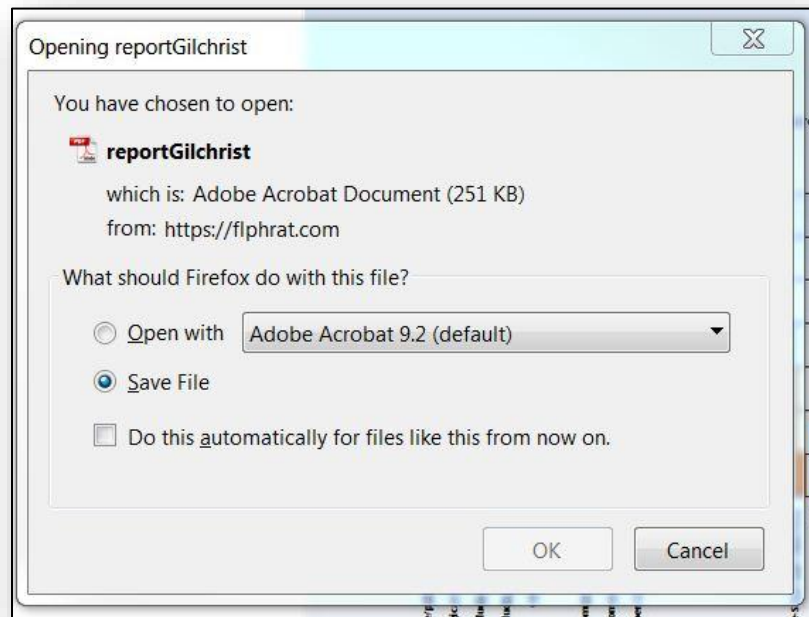 Opening reportGilchrist
You have chosen to open:
reportGilchrist
which is: Adobe Acrobat Document (251 KB)
from: https://flphrat.com
What should Firefox do with this file?
Open with Adobe Acrobat 9.2 (default)
Save File
Do this automatically for files like this from now on.
OK Cancel